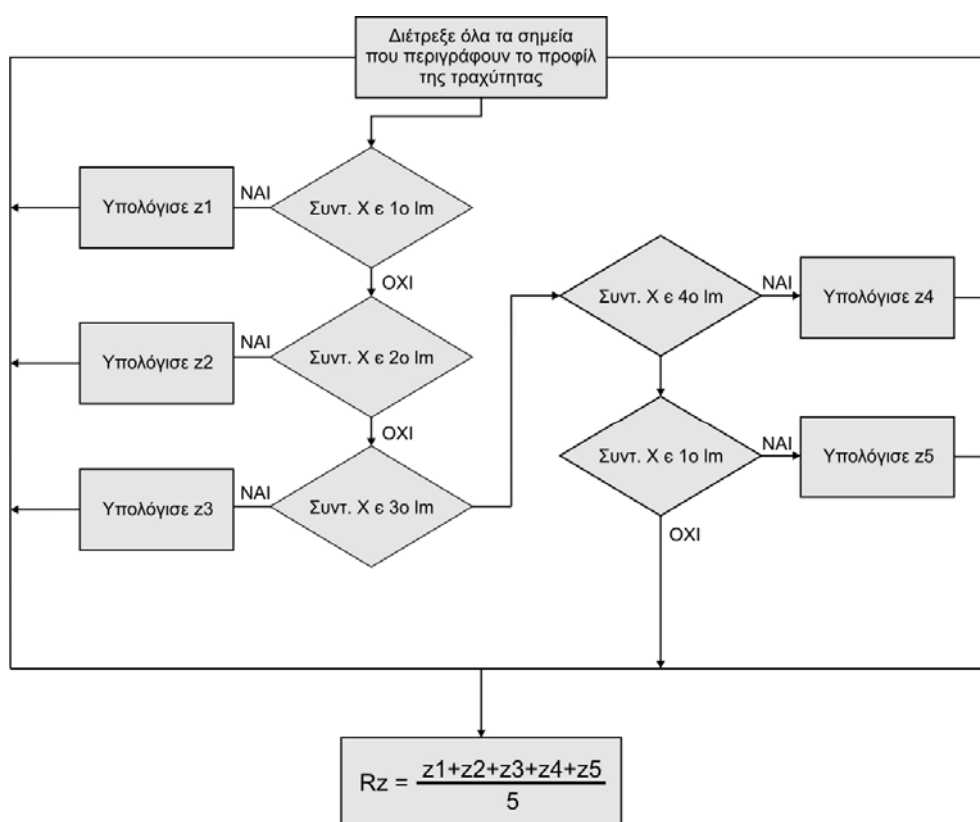 Διέτρεξε όλα τα σημεία
που περιγράφουν το προφίλ
της τραχύτητας
Συντ. Χ є 1ο lm
ΝΑΙ
Υπολόγισε z1
ΟΧΙ
Συντ. Χ є 2ο lm
ΝΑΙ
Υπολόγισε z2
ΟΧΙ
Συντ. Χ є 3ο lm
ΝΑΙ
Υπολόγισε z3
Συντ. Χ є 4ο lm
ΝΑΙ
Υπολόγισε z4
Συντ. Χ є 1ο lm
ΝΑΙ
Υπολόγισε z5
ΟΧΙ
Rz = z1+z2+z3+z4+z5
5